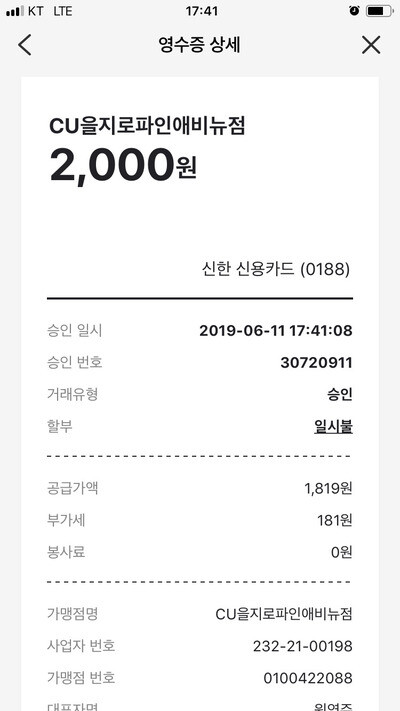 KT LTE 17:41
영수증 상세
CU을지로파인애비뉴점
2,000원
신한 신용카드 (0188)
승인 일시 2019-06-11 17:41:08
승인 번호 30720911
거래유형 승인
할부 일시불
공급가액 1,819원
부가세 181원
봉사료 0원
가맹점명 CU을지로파인애비뉴점
사업자 번호 232-21-00198
가맹점 번호 0100422088
대표자명